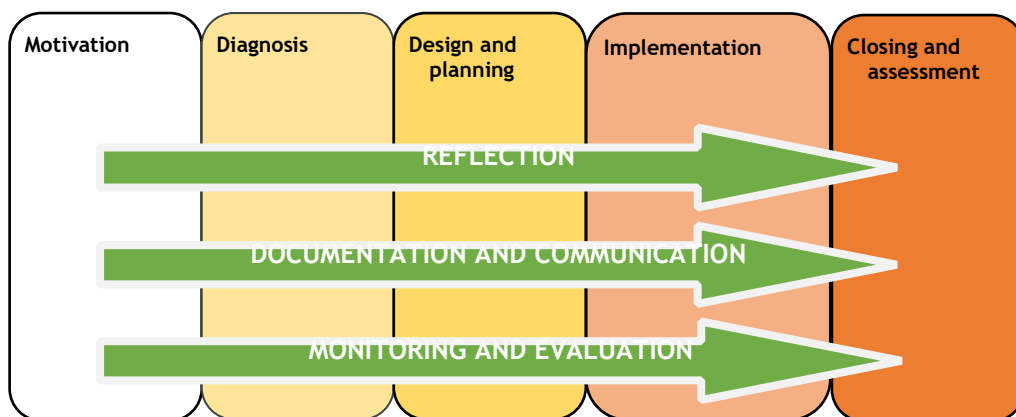 Motivation
Diagnosis
Design and
planning
Implementation
Closing and
assessment
REFLECTION
DOCUMENTATION AND COMMUNICATION
MONITORING AND EVALUATION